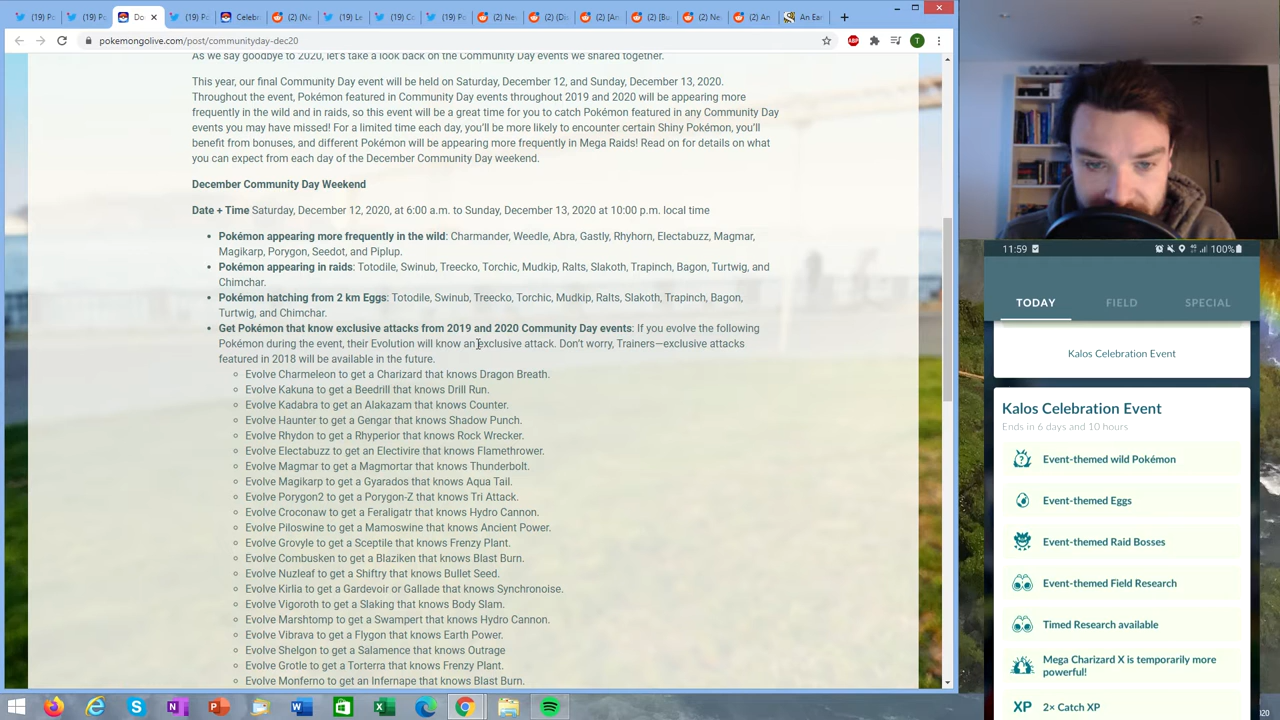 (19) P
Do
Celebr
(2) (N
(19) Le
(2) (N
(19) T
(19) C
(2) Ne
(2) Ne
(2) (N
(2) An
(2) An
An Ea
pokemongolive.com/post/communityday-dec20
As we say goodbye to 2020, let's take a look back on the Community Day events we shared together.
This year, our final Community Day event will be held on Saturday, December 12, and Sunday, December 13, 2020.
Throughout the event, Pokémon featured in Community Day events throughout 2019 and 2020 will be appearing more
frequently in the wild and in raids, so this event will be a great time for you to catch Pokémon featured in any Community Day
events you may have missed! For a limited time each day, you'll be more likely to encounter certain Shiny Pokémon, you'll
benefit from bonuses, and different Pokémon will be appearing more frequently in Mega Raids! Read on for details on what
you can expect from each day of the December Community Day weekend.
December Community Day Weekend
Date + Time Saturday, December 12, 2020, at 6:00 a.m. to Sunday, December 13, 2020 at 10:00 p.m. local time
• Pokémon appearing more frequently in the wild: Charmander, Weedle, Abra, Gastly, Rhyhorn, Electabuzz, Magmar,
Magikarp, Porygon, Seedot, and Piplup.
• Pokémon appearing in raids: Totodile, Swinub, Treecko, Torchic, Mudkip, Ralts, Slakoth, Trapinch, Bagon, Turtwig, and
Chimchar.
• Pokémon hatching from 2 km Eggs: Totodile, Swinub, Treecko, Torchic, Mudkip, Ralts, Slakoth, Trapinch, Bagon,
Turtwig, and Chimchar.
• Get Pokémon that know exclusive attacks from 2019 and 2020 Community Day events: If you evolve the following
Pokémon during the event, their Evolution will know an exclusive attack. Don't worry, Trainers—exclusive attacks
featured in 2018 will be available in the future.
Evolve Charmeleon to get a Charizard that knows Dragon Breath.
Evolve Kakuna to get a Beedrill that knows Drill Run.
Evolve Kadabra to get an Alakazam that knows Counter.
Evolve Haunter to get a Gengar that knows Shadow Punch.
Evolve Rhydon to get a Rhyperior that knows Rock Wrecker.
Evolve Electabuzz to get an Electivire that knows Flamethrower.
Evolve Magmar to get a Magmortar that knows Thunderbolt.
Evolve Magikarp to get a Gyarados that knows Aqua Tail.
Evolve Porygon2 to get a Porygon-Z that knows Tri Attack.
Evolve Croconaw to get a Feraligatr that knows Hydro Cannon.
Evolve Piloswine to get a Mamoswine that knows Ancient Power.
Evolve Grovyle to get a Sceptile that knows Frenzy Plant.
Evolve Combusken to get a Blaziken that knows Blast Burn.
Evolve Nuzleaf to get a Shiftry that knows Bullet Seed.
Evolve Kirlia to get a Gardevoir or Gallade that knows Synchronoise.
Evolve Vigoroth to get a Slaking that knows Body Slam.
Evolve Marshtomp to get a Swampert that knows Hydro Cannon.
Evolve Vibrava to get a Flygon that knows Earth Power.
Evolve Shelgon to get a Salamence that knows Outrage
Evolve Grotle to get a Torterra that knows Frenzy Plant.
Evolve Monferno to get an Infernape that knows Blast Burn.
11:59
100%
TODAY
FIELD
SPECIAL
Kalos Celebration Event
Kalos Celebration Event
Ends in 6 days and 10 hours
Event-themed wild Pokémon
Event-themed Eggs
Event-themed Raid Bosses
Event-themed Field Research
Timed Research available
Mega Charizard X is temporarily more
powerful!
XP 2× Catch XP